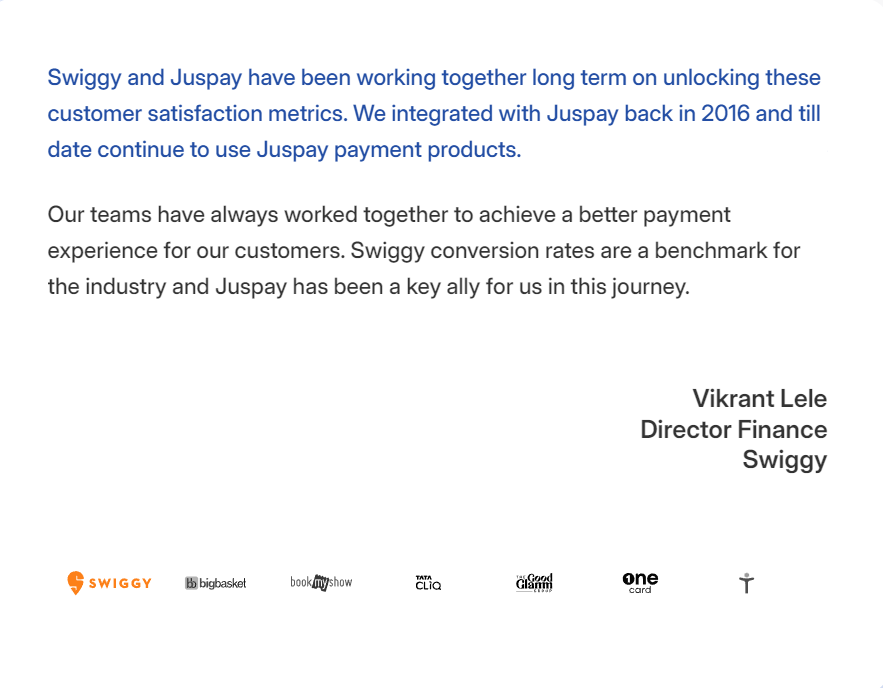 Swiggy and Juspay have been working together long term on unlocking these
customer satisfaction metrics. We integrated with Juspay back in 2016 and till
date continue to use Juspay payment products.
Our teams have always worked together to achieve a better payment
experience for our customers. Swiggy conversion rates are a benchmark for
the industry and Juspay has been a key ally for us in this journey.
Vikrant Lele
Director Finance
Swiggy
SWIGGY
bb bigbasket
bookmyshow
TATA
CLiQ
THE Good
Glamm
GROUP
one
card